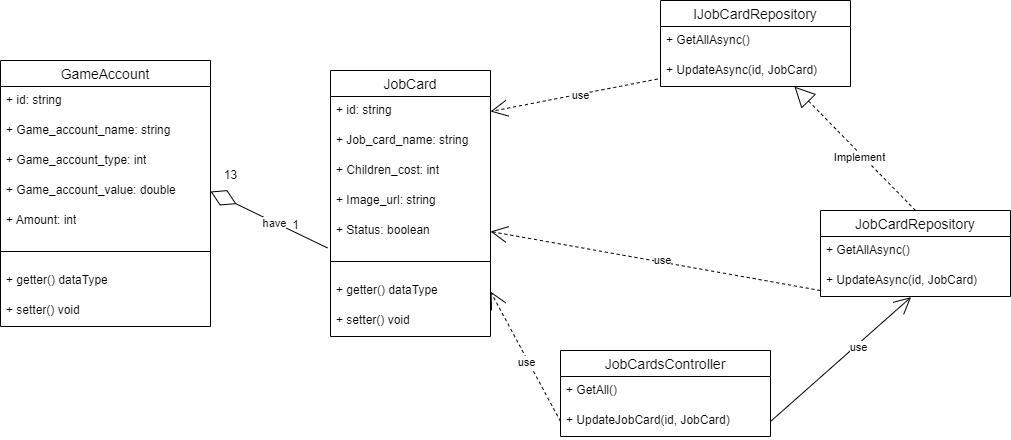 IJobCardRepository
+ GetAllAsync()
+ UpdateAsync(id, JobCard)
GameAccount
+ id: string
+ Game_account_name: string
+ Game_account_type: int
+ Game_account_value: double
+ Amount: int
+ getter() dataType
+ setter() void
13
have
1
JobCard
+ id: string
+ Job_card_name: string
+ Children_cost: int
+ Image_url: string
+ Status: boolean
+ getter() dataType
+ setter() void
use
Implement
JobCardRepository
+ GetAllAsync()
+ UpdateAsync(id, JobCard)
use
use
use
JobCardsController
+ GetAll()
+ UpdateJobCard(id, JobCard)